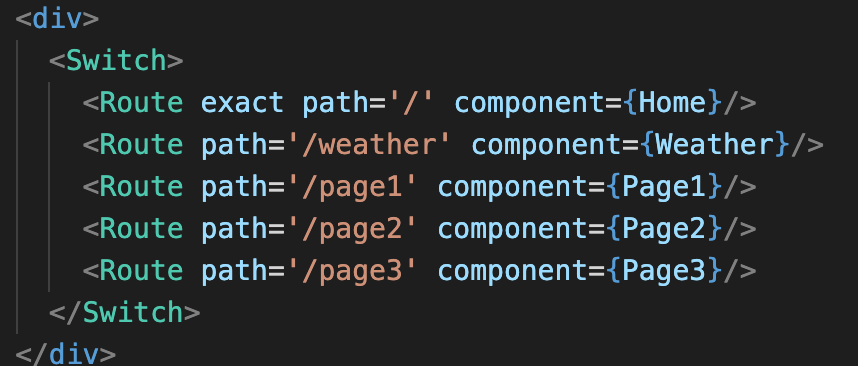 <div>
<Switch>
<Route exact path='/' component={Home}/>
<Route path='/weather' component={Weather}/>
<Route path='/page1' component={Page1}/>
<Route path='/page2' component={Page2}/>
<Route path='/page3' component={Page3}/>
</Switch>
</div>